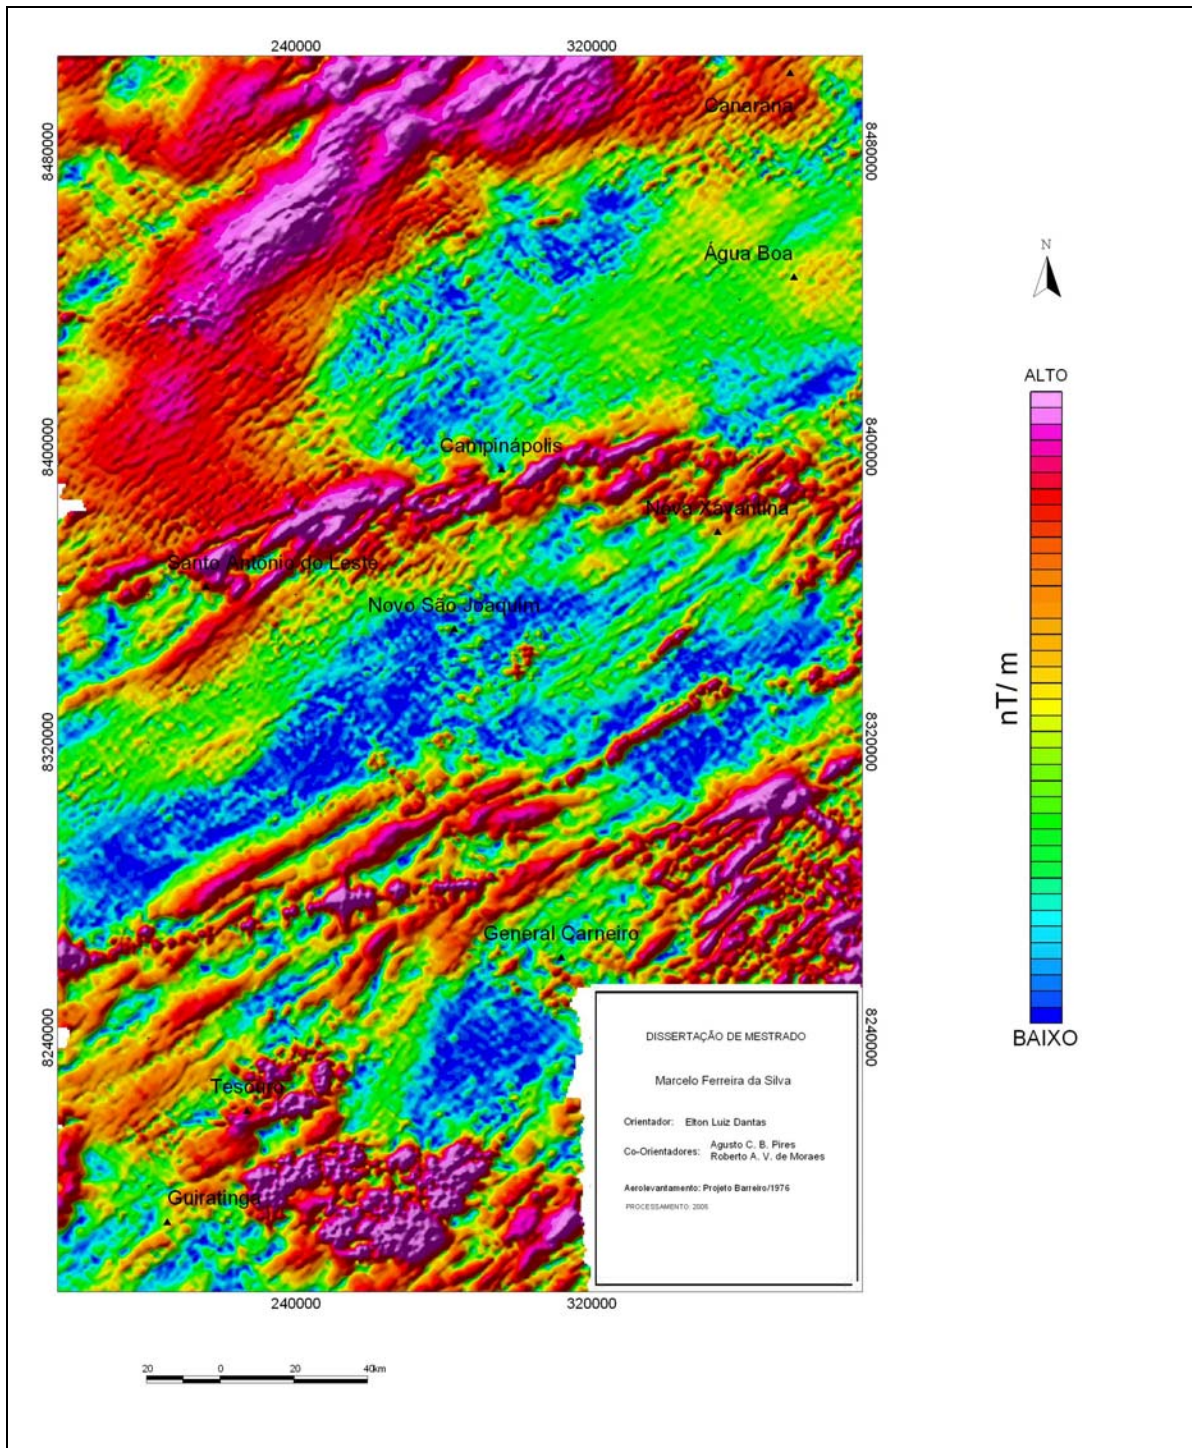 240000 320000
Canarana
8480000 8480000
N
Água Boa
ALTO
Campinápolis
8400000 8400000
Nova Xavantina
Santo Antônio do Leste
Novo São Joaquim
nT/ m
8320000 8320000
General Carneiro
BAIXO
8240000 8240000
DISSERTAÇÃO DE MESTRADO
Marcelo Ferreira da Silva
Tesouro
Orientador: Elton Luiz Dantas
Co-Orientadores: Agusto C. B. Pires
Roberto A. V. de Moraes
Aerolevantamento: Projeto Barreiro/1976
Guiratinga
PROCESSAMENTO: 2006
240000 320000
20 0 20 40km